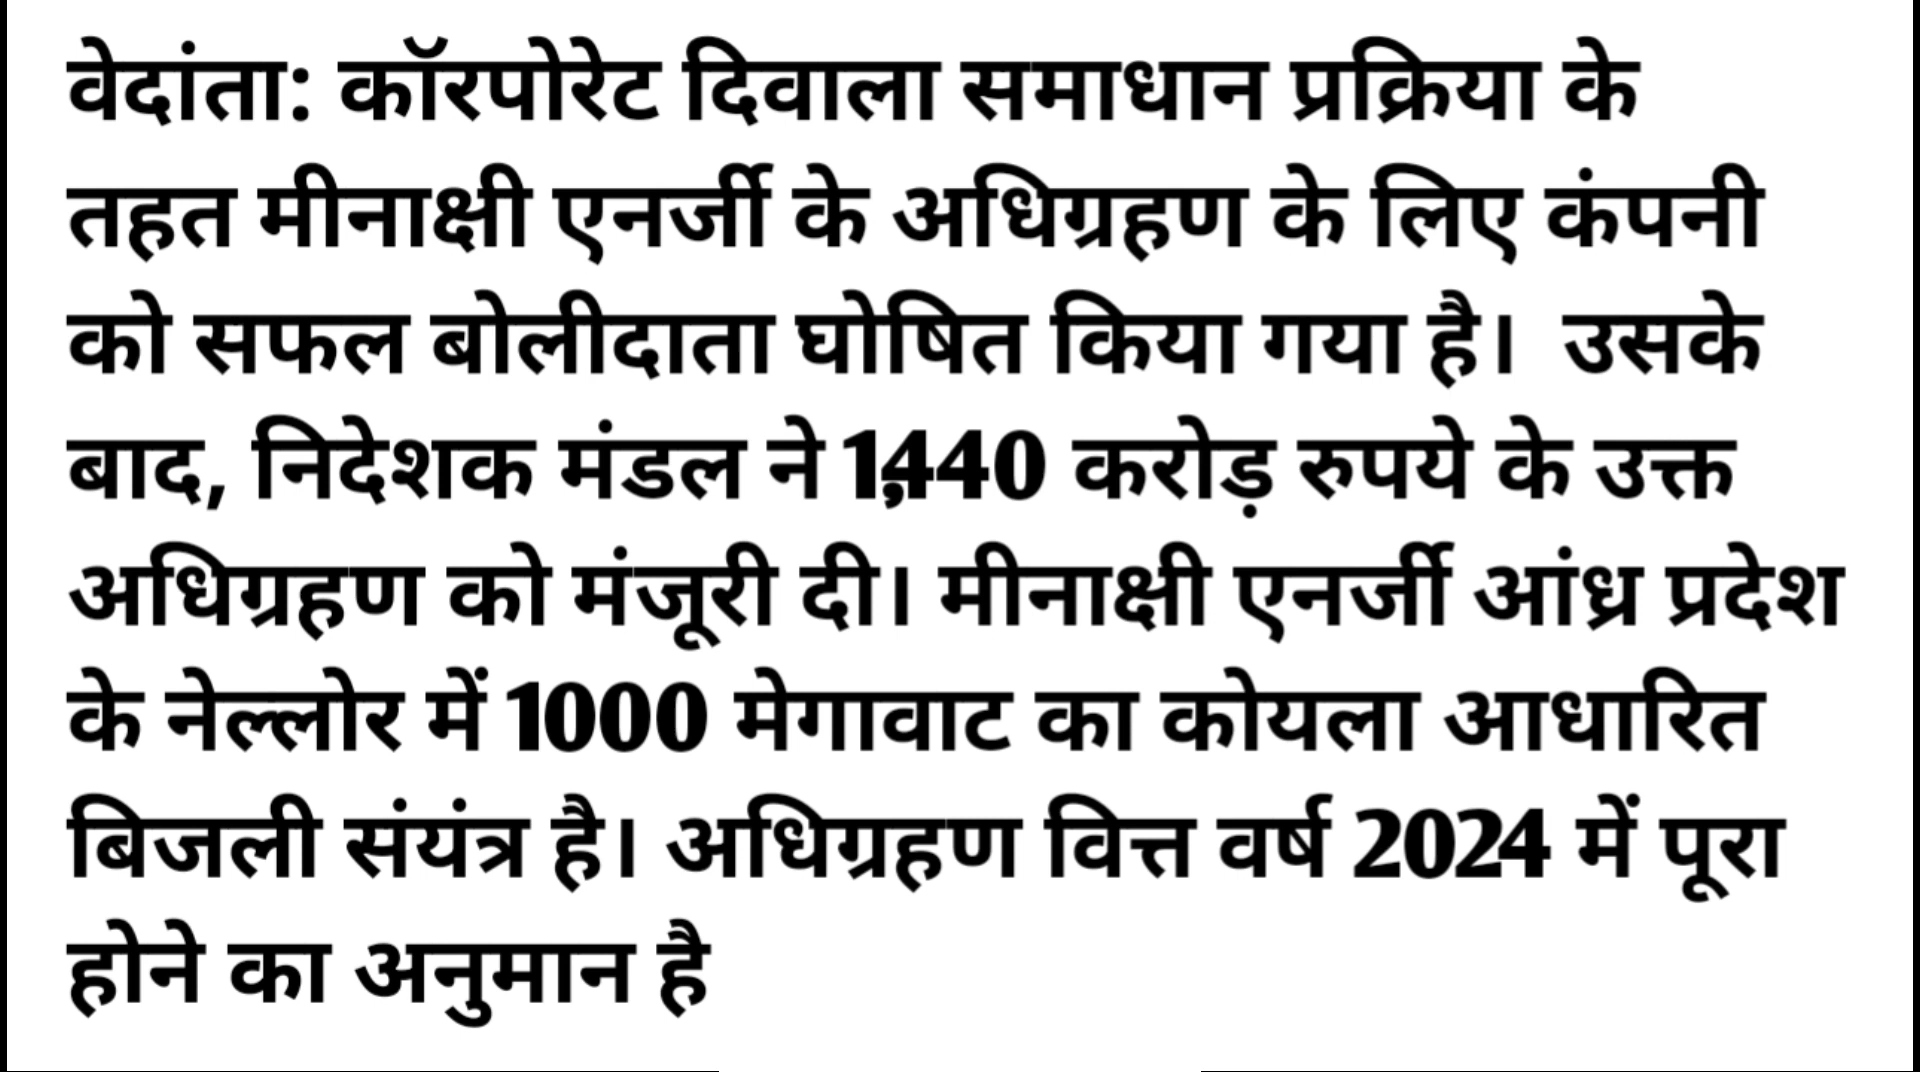 वेदांता: कॉरपोरेट दिवाला समाधान प्रक्रिया के
तहत मीनाक्षी एनर्जी के अधिग्रहण के लिए कंपनी
को सफल बोलीदाता घोषित किया गया है। उसके
बाद, निदेशक मंडल ने 1,440 करोड़ रुपये के उक्त
अधिग्रहण को मंजूरी दी। मीनाक्षी एनर्जी आंध्र प्रदेश
के नेल्लोर में 1000 मेगावाट का कोयला आधारित
बिजली संयंत्र है। अधिग्रहण वित्त वर्ष 2024 में पूरा
होने का अनुमान है